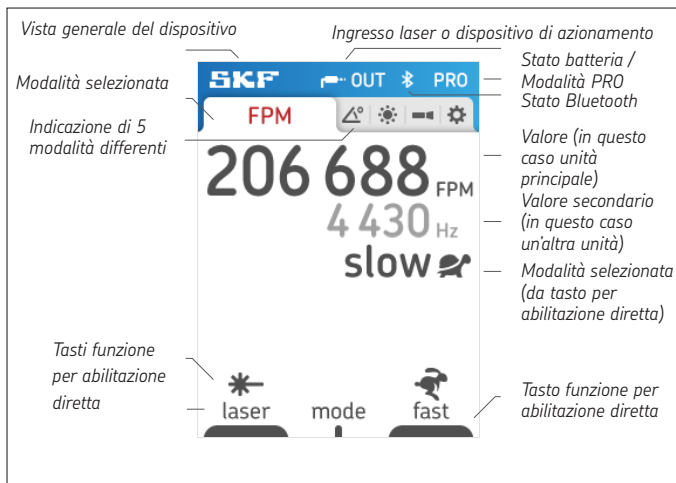 Vista generale del dispositivo
Ingresso laser o dispositivo di azionamento
Modalità selezionata
Indicazione di 5
modalità differenti
SKF OUT PRO
FPM
Stato batteria /
Modalità PRO
Stato Bluetooth
206 688 FPM
4 430 Hz
slow
Valore (in questo
caso unità
principale)
Valore secondario
(in questo caso
un'altra unità)
Modalità selezionata
(da tasto per
abilitazione diretta)
Tasti funzione
per abilitazione
diretta
laser mode fast
Tasto funzione per
abilitazione diretta